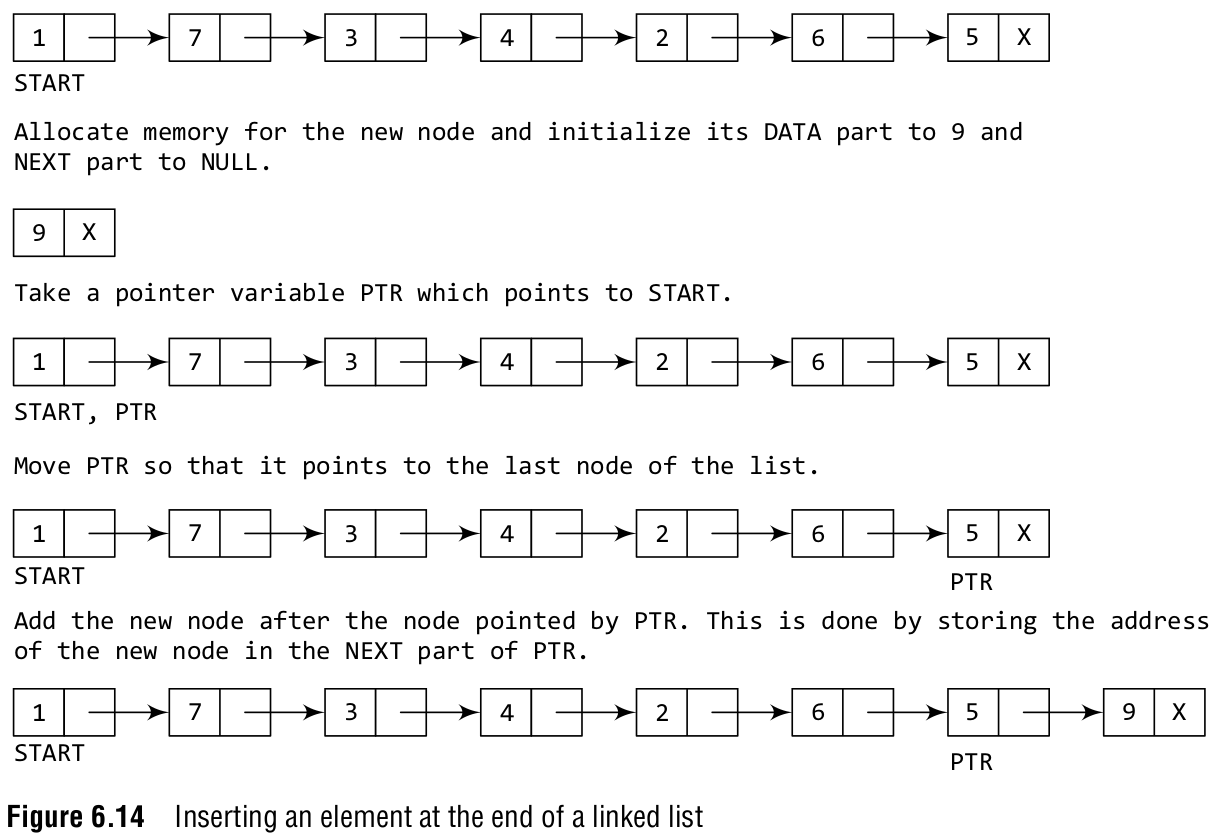 1 7 3 4 2 6 5 X
START
Allocate memory for the new node and initialize its DATA part to 9 and
NEXT part to NULL.
9 X
Take a pointer variable PTR which points to START.
1 7 3 4 2 6 5 X
START, PTR
Move PTR so that it points to the last node of the list.
1 7 3 4 2 6 5 X
START
PTR
Add the new node after the node pointed by PTR. This is done by storing the address
of the new node in the NEXT part of PTR.
1 7 3 4 2 6 5 9 X
START
PTR
Figure 6.14 Inserting an element at the end of a linked list